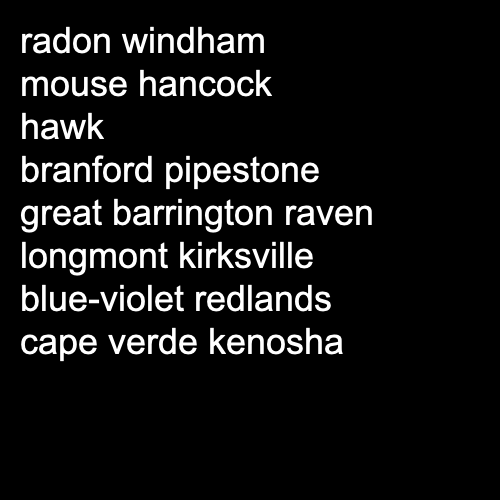 radon windham
mouse hancock
hawk
branford pipestone
great barrington raven
longmont kirksville
blue-violet redlands
cape verde kenosha